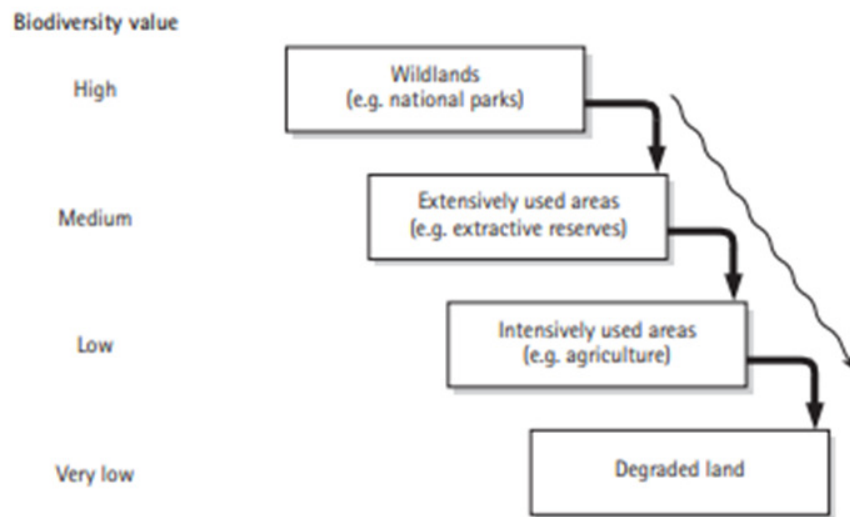 Biodiversity value
High
Wildlands
(e.g. national parks)
Medium
Extensively used areas
(e.g. extractive reserves)
Low
Intensively used areas
(e.g. agriculture)
Very low
Degraded land